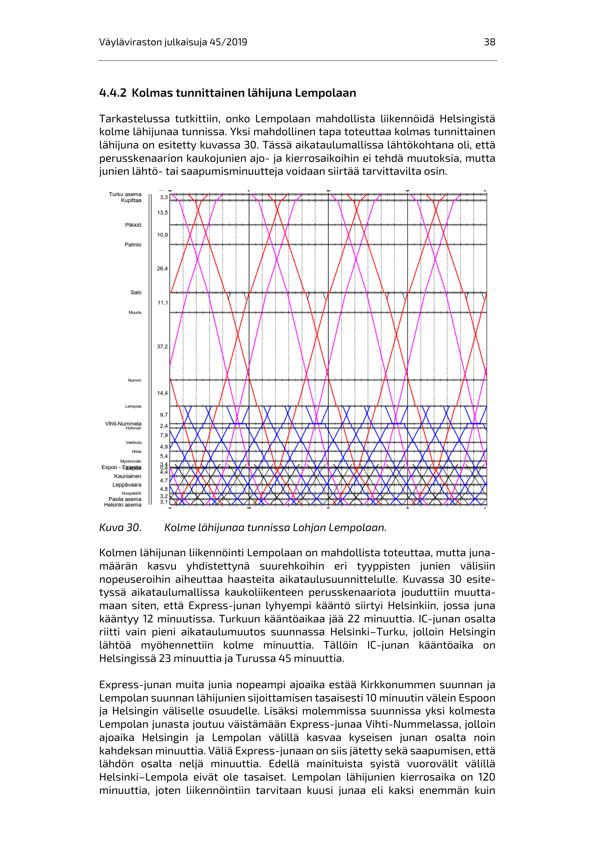 Väyläviraston julkaisuja 45/2019 38
4.4.2 Kolmas tunnittainen lähijuna Lempolaan
Tarkastelussa tutkittiin, onko Lempolaan mahdollista liikennöidä Helsingistä
kolme lähijunaa tunnissa. Yksi mahdollinen tapa toteuttaa kolmas tunnittainen
lähijuna on esitetty kuvassa 30. Tässä aikataulumallissa lähtökohtana oli, että
perusskenaarion kaukojunien ajo- ja kierrosaikoihin ei tehdä muutoksia, mutta
junien lähtö- tai saapumisminuutteja voidaan siirtää tarvittavilta osin.
Turku asema
3,3
Kupittaa
13,5
Piikkiö
10,9
Paimio
26,4
Salo
11,1
Muurla
37,2
Nummi
14,4
Lempola
9,7
Vihti-Nummela
2,4
Huhmari
7,9
Veikkola
4,9
Histo
5,4
Myntinmäki
Kauniainen
4,7
Leppävaara
4,8
Huopalahti
3,2
Pasila asema
3,1
Helsinki asema
Kuva 30. Kolme lähijunaa tunnissa Lohjan Lempolaan.
Kolmen lähijunan liikennöinti Lempolaan on mahdollista toteuttaa, mutta juna-
määrän kasvu yhdistettynä suurehkoihin eri tyyppisten junien välisiin
nopeuseroihin aiheuttaa haasteita aikataulusuunnittelulle. Kuvassa 30 esite-
tyssä aikataulumallissa kaukoliikenteen perusskenaariota jouduttiin muutta-
maan siten, että Express-junan lyhyempi kääntö siirtyi Helsinkiin, jossa juna
kääntyy 12 minuutissa. Turkuun kääntöaikaa jää 22 minuuttia. IC-junan osalta
riitti vain pieni aikataulumuutos suunnassa Helsinki–Turku, jolloin Helsingin
lähtöä myöhennettiin kolme minuuttia. Tällöin IC-junan kääntöaika on
Helsingissä 23 minuuttia ja Turussa 45 minuuttia.
Express-junan muita junia nopeampi ajoaika estää Kirkkonummen suunnan ja
Lempolan suunnan lähijunien sijoittamisen tasaisesti 10 minuutin välein Espoon
ja Helsingin väliselle osuudelle. Lisäksi molemmissa suunnissa yksi kolmesta
Lempolan junasta joutuu väistämään Express-junaa Vihti-Nummelassa, jolloin
ajoaika Helsingin ja Lempolan välillä kasvaa kyseisen junan osalta noin
kahdeksan minuuttia. Väliä Express-junaan on siis jätetty sekä saapumisen, että
lähdön osalta neljä minuuttia. Edellä mainituista syistä vuorovälit välillä
Helsinki–Lempola eivät ole tasaiset. Lempolan lähijunien kierrosaika on 120
minuuttia, joten liikennöintiin tarvitaan kuusi junaa eli kaksi enemmän kuin